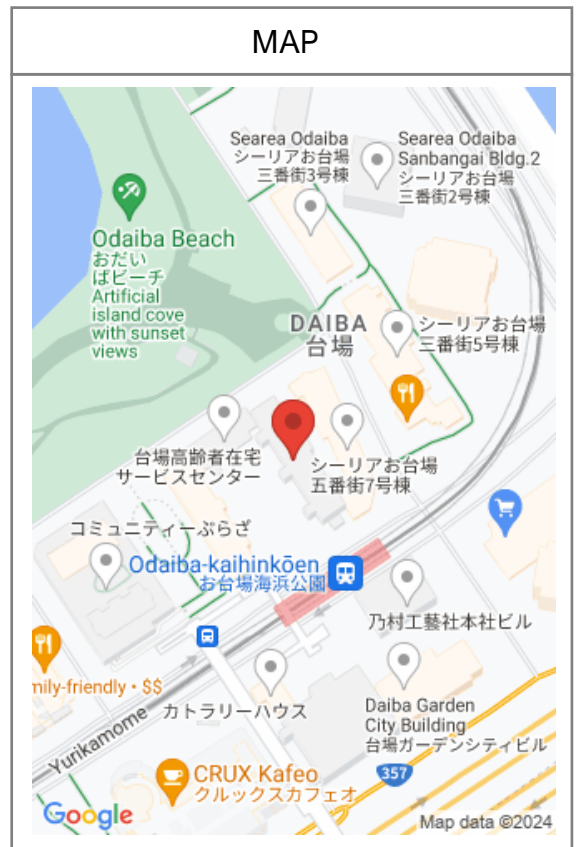 MAP
Searea Odaiba
シーリアお台場
三番街3号棟
Searea Odaiba
Sanbangai Bldg.2
シーリアお台場
三番街2号棟
Odaiba Beach
おだい
ばビーチ
Artificial
island cove
with sunset
views
DAIBA
台場
シーリアお台場
三番街5号棟
台場高齢者在宅
サービスセンター
シーリアお台場
五番街7号棟
コミュニティーぷらざ
Odaiba-kaihinkōen
お台場海浜公園
乃村工藝社本社ビル
mily-friendly • $$
カトラリーハウス
Daiba Garden
City Building
台場ガーデンシティビル
Yurikamome
357
CRUX Kafeo
クルックスカフェオ
Google
Map data ©2024